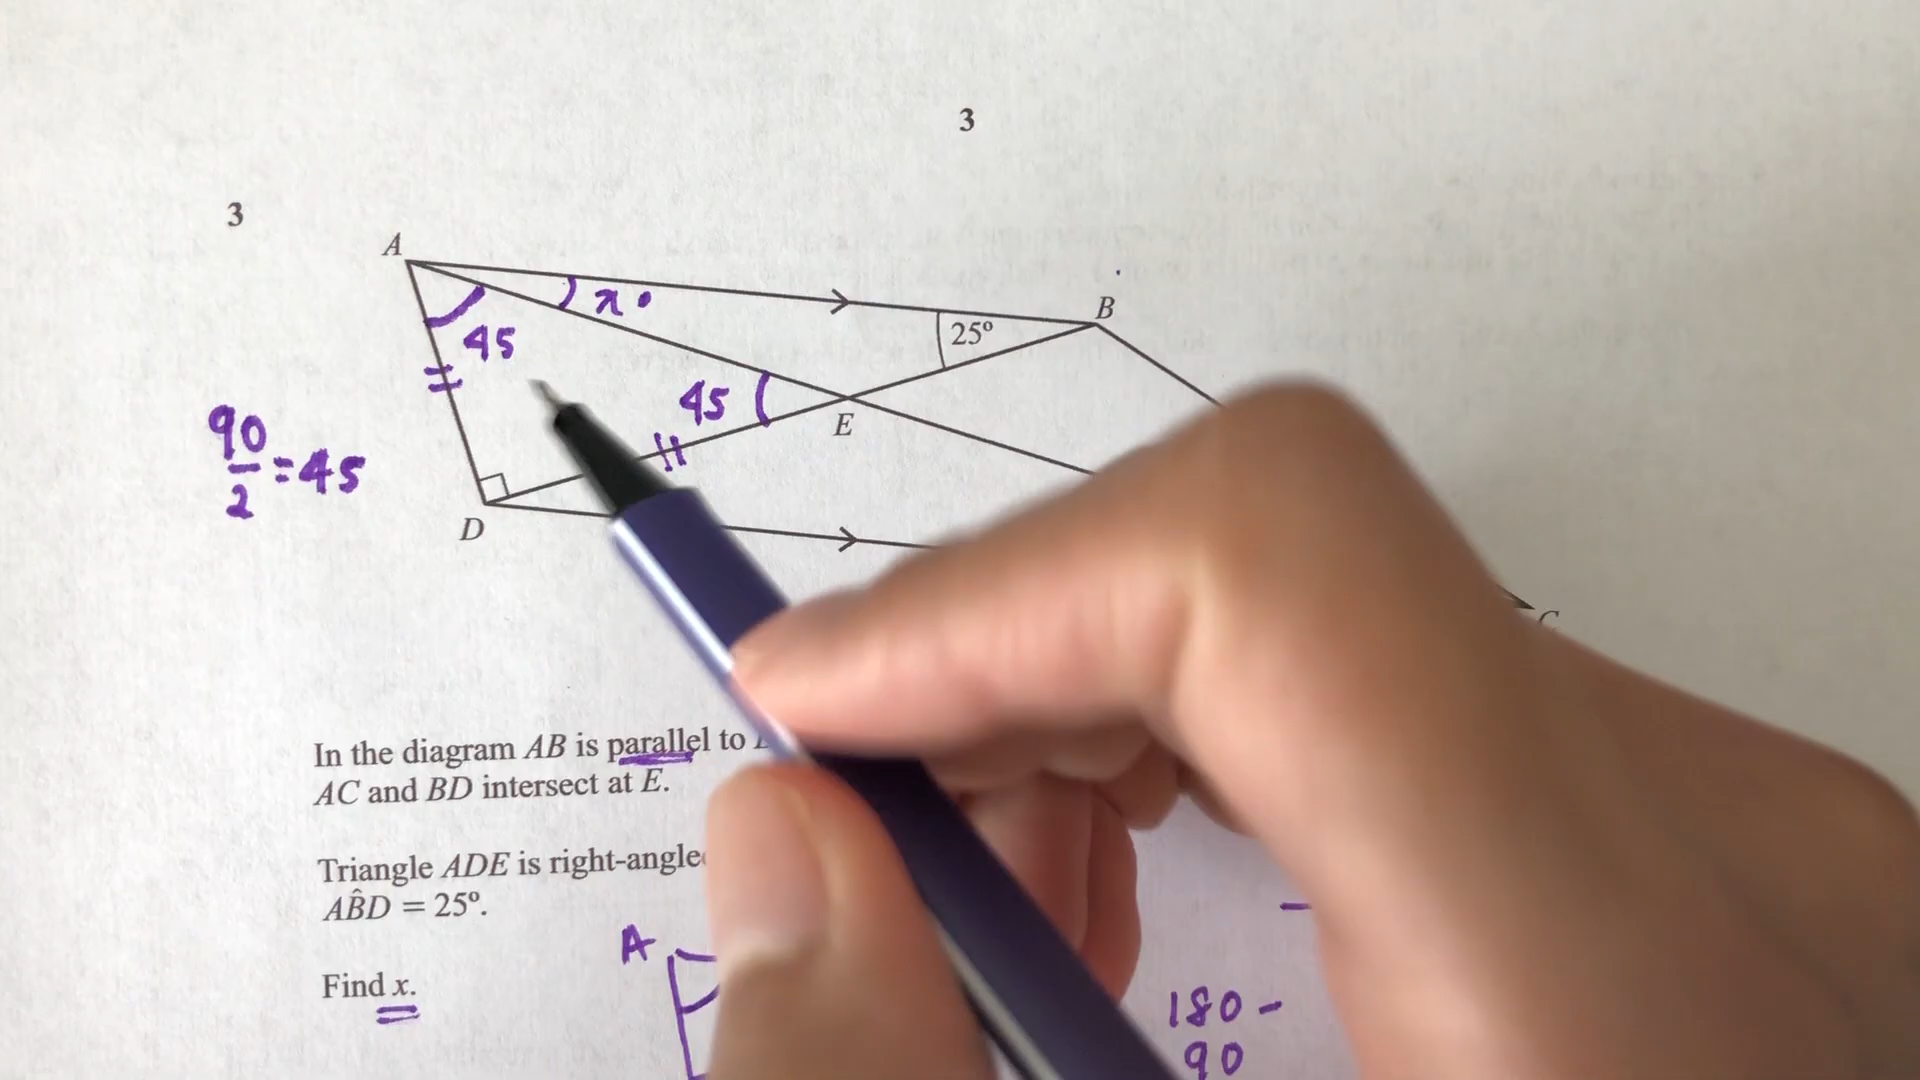 3
3
A
B
x°
25°
45
45
E
90
2
=45
D
C
In the diagram AB is parallel to
AC and BD intersect at E.
Triangle ADE is right-angle
AB̂D = 25°.
A
Find x.
180 -
90